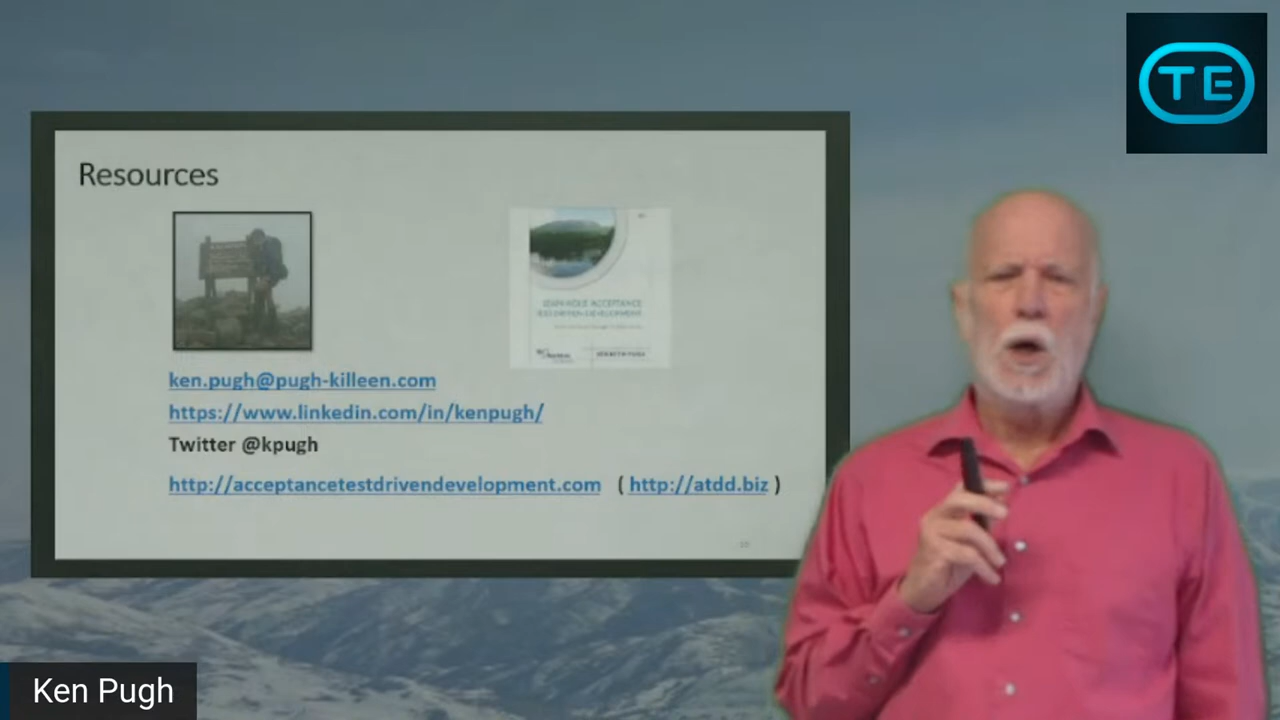 TE
Resources
ACCEPTANCE
ken.pugh@pugh-killeen.com
https://www.linkedin.com/in/kenpugh/
Twitter @kpugh
http://acceptancetestdrivendevelopment.com ( http://atdd.biz )
Ken Pugh